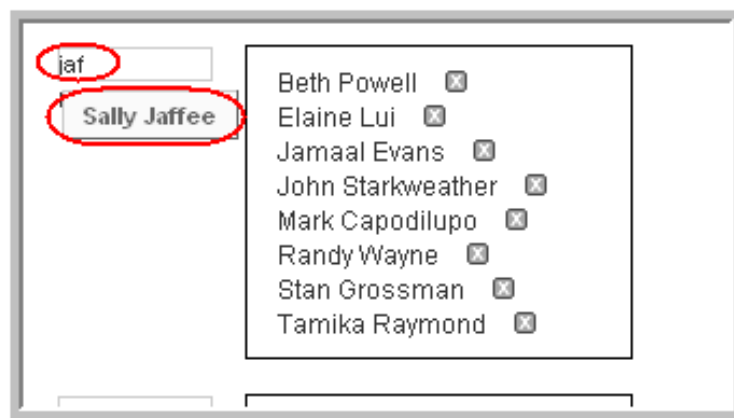 jaf
Sally Jaffee
Beth Powell x
Elaine Lui x
Jamaal Evans x
John Starkweather x
Mark Capodilupo x
Randy Wayne x
Stan Grossman x
Tamika Raymond x